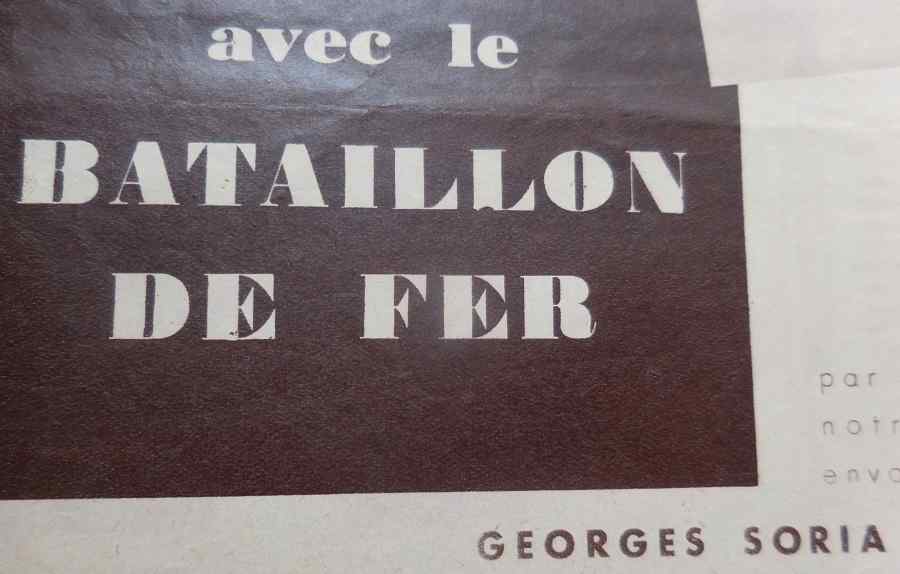 avec le
BATAILLON
DE FER
par
GEORGES SORIA